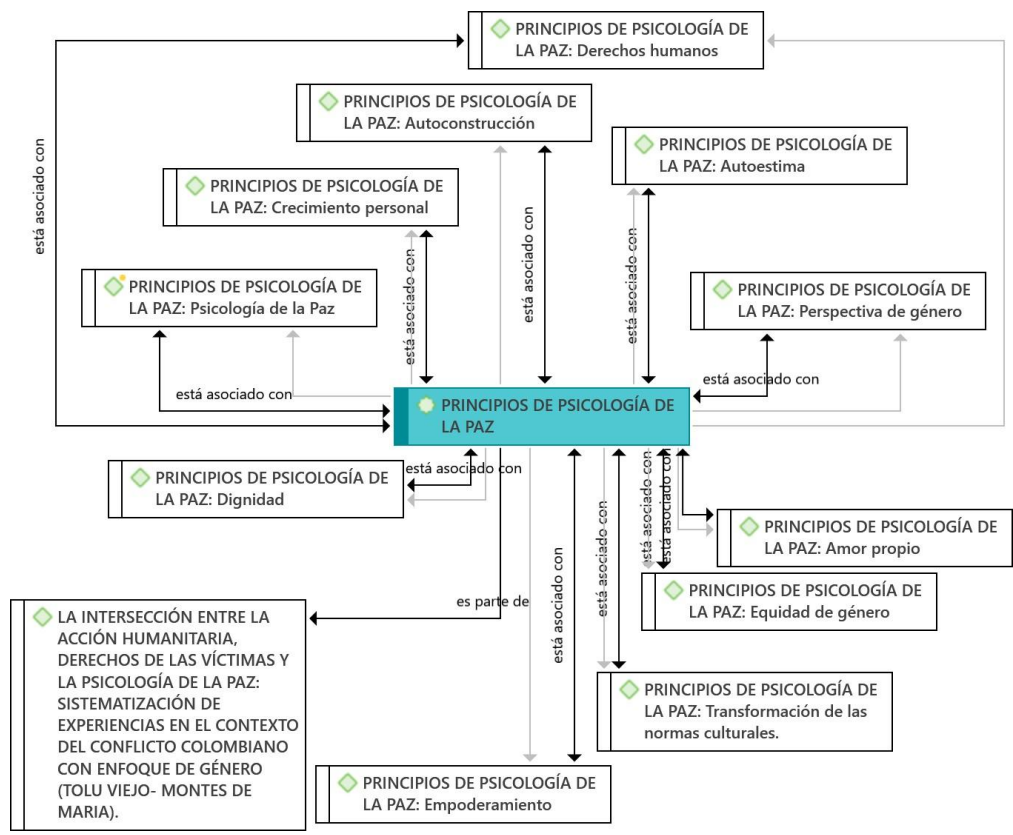 PRINCIPIOS DE PSICOLOGÍA DE
LA PAZ: Derechos humanos
PRINCIPIOS DE PSICOLOGÍA DE
LA PAZ: Autoconstrucción
PRINCIPIOS DE PSICOLOGÍA DE
LA PAZ: Autoestima
está asociado con
PRINCIPIOS DE PSICOLOGÍA DE
LA PAZ: Crecimiento personal
está asociado con
está asociado con
está asociado con
PRINCIPIOS DE PSICOLOGÍA DE
LA PAZ: Psicología de la Paz
PRINCIPIOS DE PSICOLOGÍA DE
LA PAZ: Perspectiva de género
está asociado con
está asociado con
PRINCIPIOS DE PSICOLOGÍA DE
LA PAZ
está asociado con
PRINCIPIOS DE PSICOLOGÍA DE
LA PAZ: Dignidad
está asociado con
está asociado con
PRINCIPIOS DE PSICOLOGÍA DE
LA PAZ: Amor propio
está asociado con
está asociado con
PRINCIPIOS DE PSICOLOGÍA DE
LA PAZ: Equidad de género
es parte de
LA INTERSECCIÓN ENTRE LA
ACCIÓN HUMANITARIA,
DERECHOS DE LAS VÍCTIMAS Y
LA PSICOLOGÍA DE LA PAZ:
SISTEMATIZACIÓN DE
EXPERIENCIAS EN EL CONTEXTO
DEL CONFLICTO COLOMBIANO
CON ENFOQUE DE GÉNERO
(TOLU VIEJO- MONTES DE
MARIA).
PRINCIPIOS DE PSICOLOGÍA DE
LA PAZ: Transformación de las
normas culturales.
PRINCIPIOS DE PSICOLOGÍA DE
LA PAZ: Empoderamiento